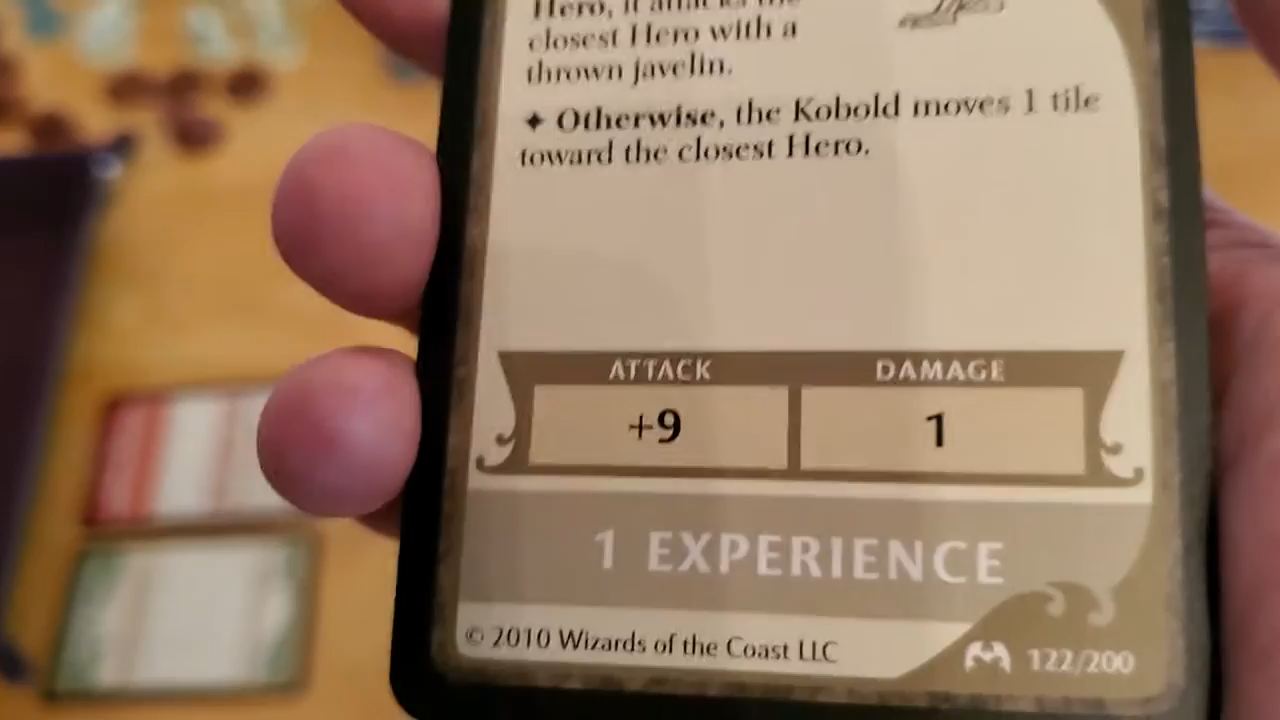 Hero, it attacks the
closest Hero with a
thrown javelin.
✦ Otherwise, the Kobold moves 1 tile
toward the closest Hero.
ATTACK DAMAGE
+9 1
1 EXPERIENCE
© 2010 Wizards of the Coast LLC
122/200